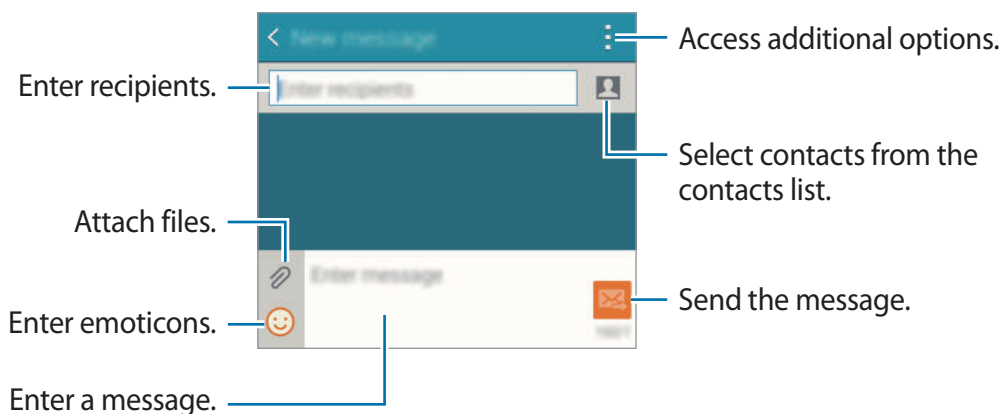 New message
Access additional options.
Enter recipients.
Enter recipients
Select contacts from the
contacts list.
Attach files.
Enter message
Send the message.
Enter emoticons.
Enter a message.